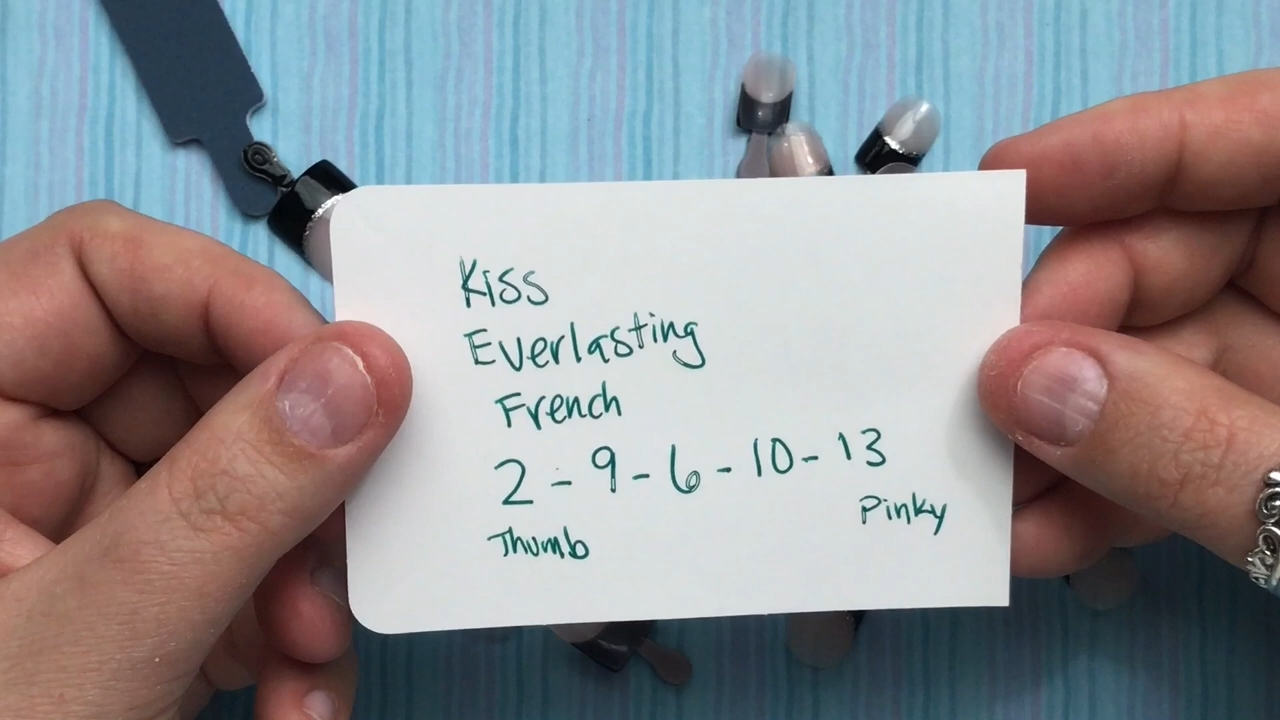 Kiss
Everlasting
French
2 - 9 - 6 - 10 - 13
Pinky
Thumb